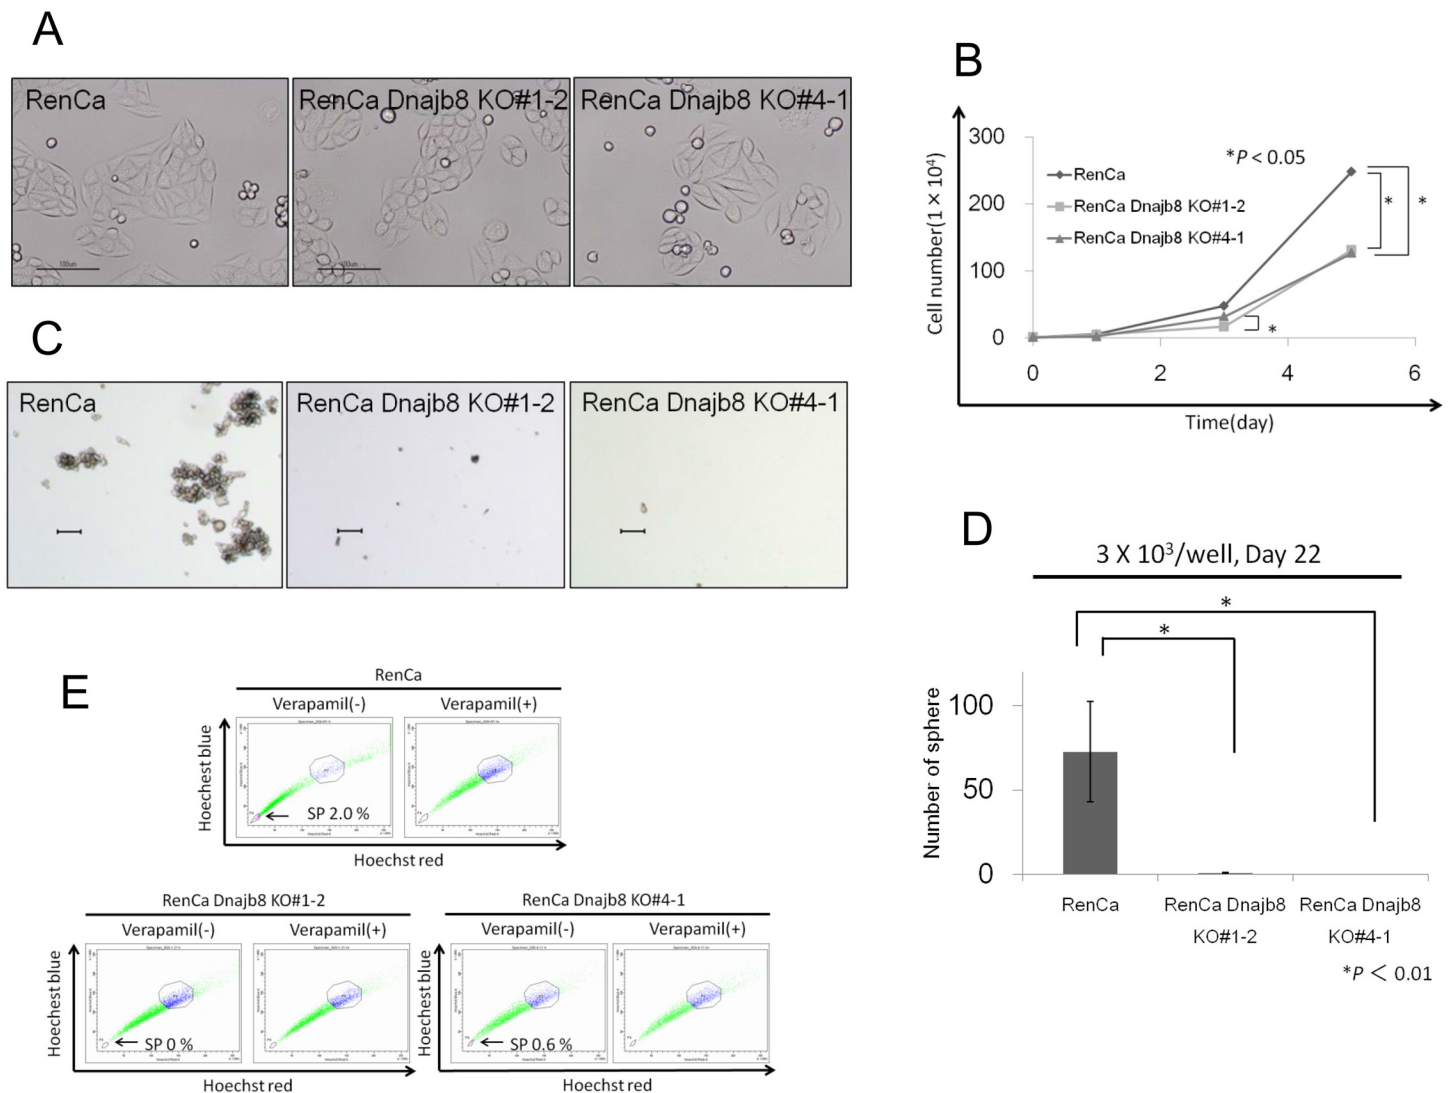 A
RenCa
RenCa Dnajb8 KO#1-2
RenCa Dnajb8 KO#4-1
100um
B
Cell number(1 × 10⁴)
300
200
100
0
*P < 0.05
RenCa
RenCa Dnajb8 KO#1-2
RenCa Dnajb8 KO#4-1
*
*
*
0 2 4 6
Time(day)
C
RenCa
RenCa Dnajb8 KO#1-2
RenCa Dnajb8 KO#4-1
D
3 X 10³/well, Day 22
*
*
Number of sphere
100
50
0
RenCa
RenCa Dnajb8
KO#1-2
RenCa Dnajb8
KO#4-1
*P < 0.01
E
RenCa
Verapamil(-)
Verapamil(+)
Hoechest blue
SP 2.0 %
Hoechst red
RenCa Dnajb8 KO#1-2
Verapamil(-)
Verapamil(+)
Hoechest blue
SP 0 %
Hoechst red
RenCa Dnajb8 KO#4-1
Verapamil(-)
Verapamil(+)
Hoechest blue
SP 0.6 %
Hoechst red